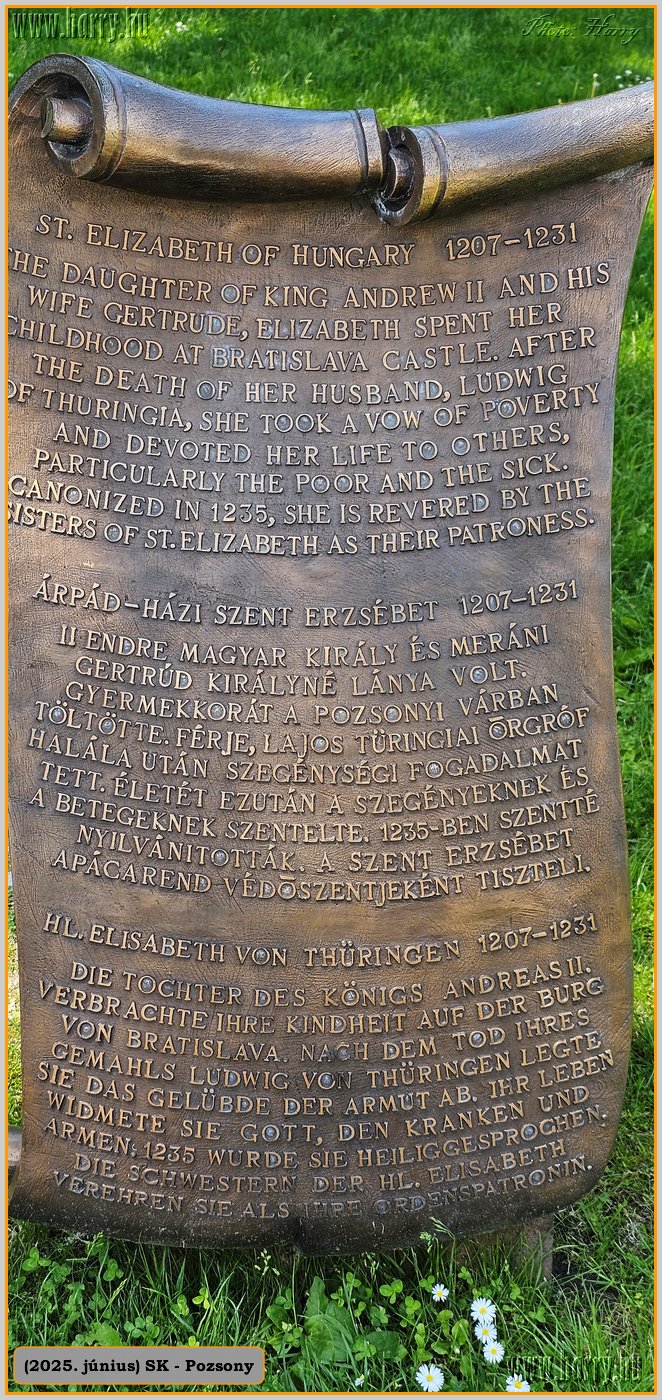 www.harry.hu
Photo: Harry
ST. ELIZABETH OF HUNGARY 1207-1231
THE DAUGHTER OF KING ANDREW II AND HIS
WIFE GERTRUDE, ELIZABETH SPENT HER
CHILDHOOD AT BRATISLAVA CASTLE. AFTER
THE DEATH OF HER HUSBAND, LUDWIG
OF THURINGIA, SHE TOOK A VOW OF POVERTY
AND DEVOTED HER LIFE TO OTHERS,
PARTICULARLY THE POOR AND THE SICK.
CANONIZED IN 1235, SHE IS REVERED BY THE
SISTERS OF ST. ELIZABETH AS THEIR PATRONESS.
ÁRPÁD-HÁZI SZENT ERZSÉBET 1207-1231
II ENDRE MAGYAR KIRÁLY ÉS MERÁNI
GERTRÚD KIRÁLYNÉ LÁNYA VOLT.
GYERMEKKORÁT A POZSONYI VÁRBAN
TÖLTÖTTE. FÉRJE, LAJOS TÜRINGIAI ŌRGRÓF
HALÁLA UTÁN SZEGÉNYSÉGI FOGADALMAT
TETT. ÉLETÉT EZUTÁN A SZEGÉNYEKNEK ÉS
A BETEGEKNEK SZENTELTE. 1235-BEN SZENTTÉ
NYILVÁNITOTTÁK. A SZENT ERZSÉBET
APÁCAREND VÉDŌSZENTJEKÉNT TISZTELI.
HL. ELISABETH VON THÜRINGEN 1207-1231
DIE TOCHTER DES KÖNIGS ANDREAS II.
VERBRACHTE IHRE KINDHEIT AUF DER BURG
VON BRATISLAVA. NACH DEM TOD IHRES
GEMAHLS LUDWIG VON THÜRINGEN LEGTE
SIE DAS GELÜBDE DER ARMUT AB. IHR LEBEN
WIDMETE SIE GOTT, DEN KRANKEN UND
ARMEN; 1235 WURDE SIE HEILIGGESPROCHEN.
DIE SCHWESTERN DER HL. ELISABETH
VEREHREN SIE ALS IHRE ORDENSPATRONIN.
(2025. június) SK - Pozsony
www.harry.hu